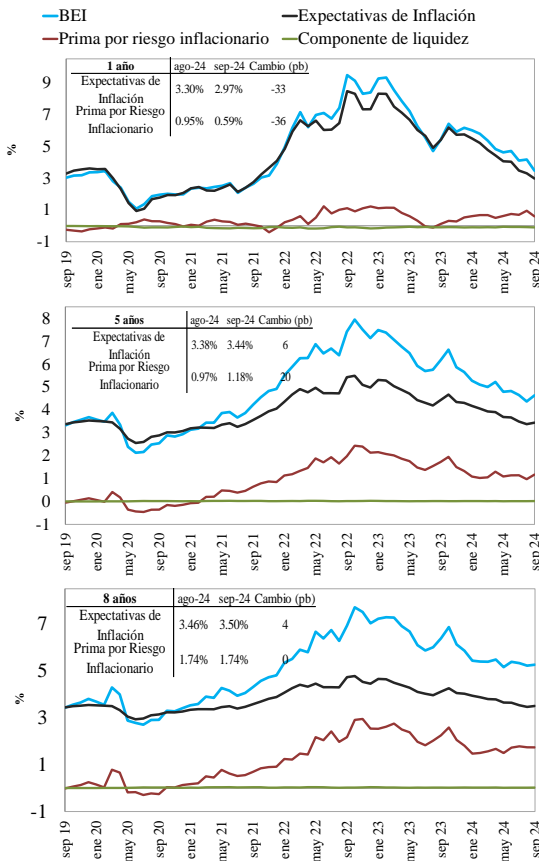 BEI Expectativas de Inflación
Prima por riesgo inflacionario Componente de liquidez
1 año ago-24 sep-24 Cambio (pb)
Expectativas de Inflación 3.30% 2.97% -33
Prima por Riesgo Inflacionario 0.95% 0.59% -36
%
9
7
5
3
1
-1
sep 19 ene 20 may 20 sep 20 ene 21 may 21 sep 21 ene 22 may 22 sep 22 ene 23 may 23 sep 23 ene 24 may 24 sep 24
5 años ago-24 sep-24 Cambio (pb)
Expectativas de Inflación 3.38% 3.44% 6
Prima por Riesgo Inflacionario 0.97% 1.18% 20
%
8
7
6
5
4
3
2
1
0
-1
sep 19 ene 20 may 20 sep 20 ene 21 may 21 sep 21 ene 22 may 22 sep 22 ene 23 may 23 sep 23 ene 24 may 24 sep 24
8 años ago-24 sep-24 Cambio (pb)
Expectativas de Inflación 3.46% 3.50% 4
Prima por Riesgo Inflacionario 1.74% 1.74% 0
%
7
5
3
1
-1
sep 19 ene 20 may 20 sep 20 ene 21 may 21 sep 21 ene 22 may 22 sep 22 ene 23 may 23 sep 23 ene 24 may 24 sep 24